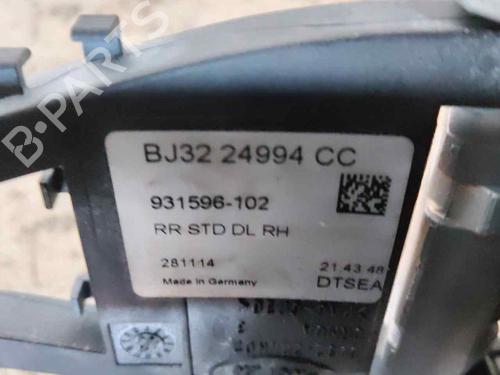 BJ32 24994 CC
931596-102
RR STD DL RH
281114
21 43 48
Made in Germany
DTSEA
B-PARTS